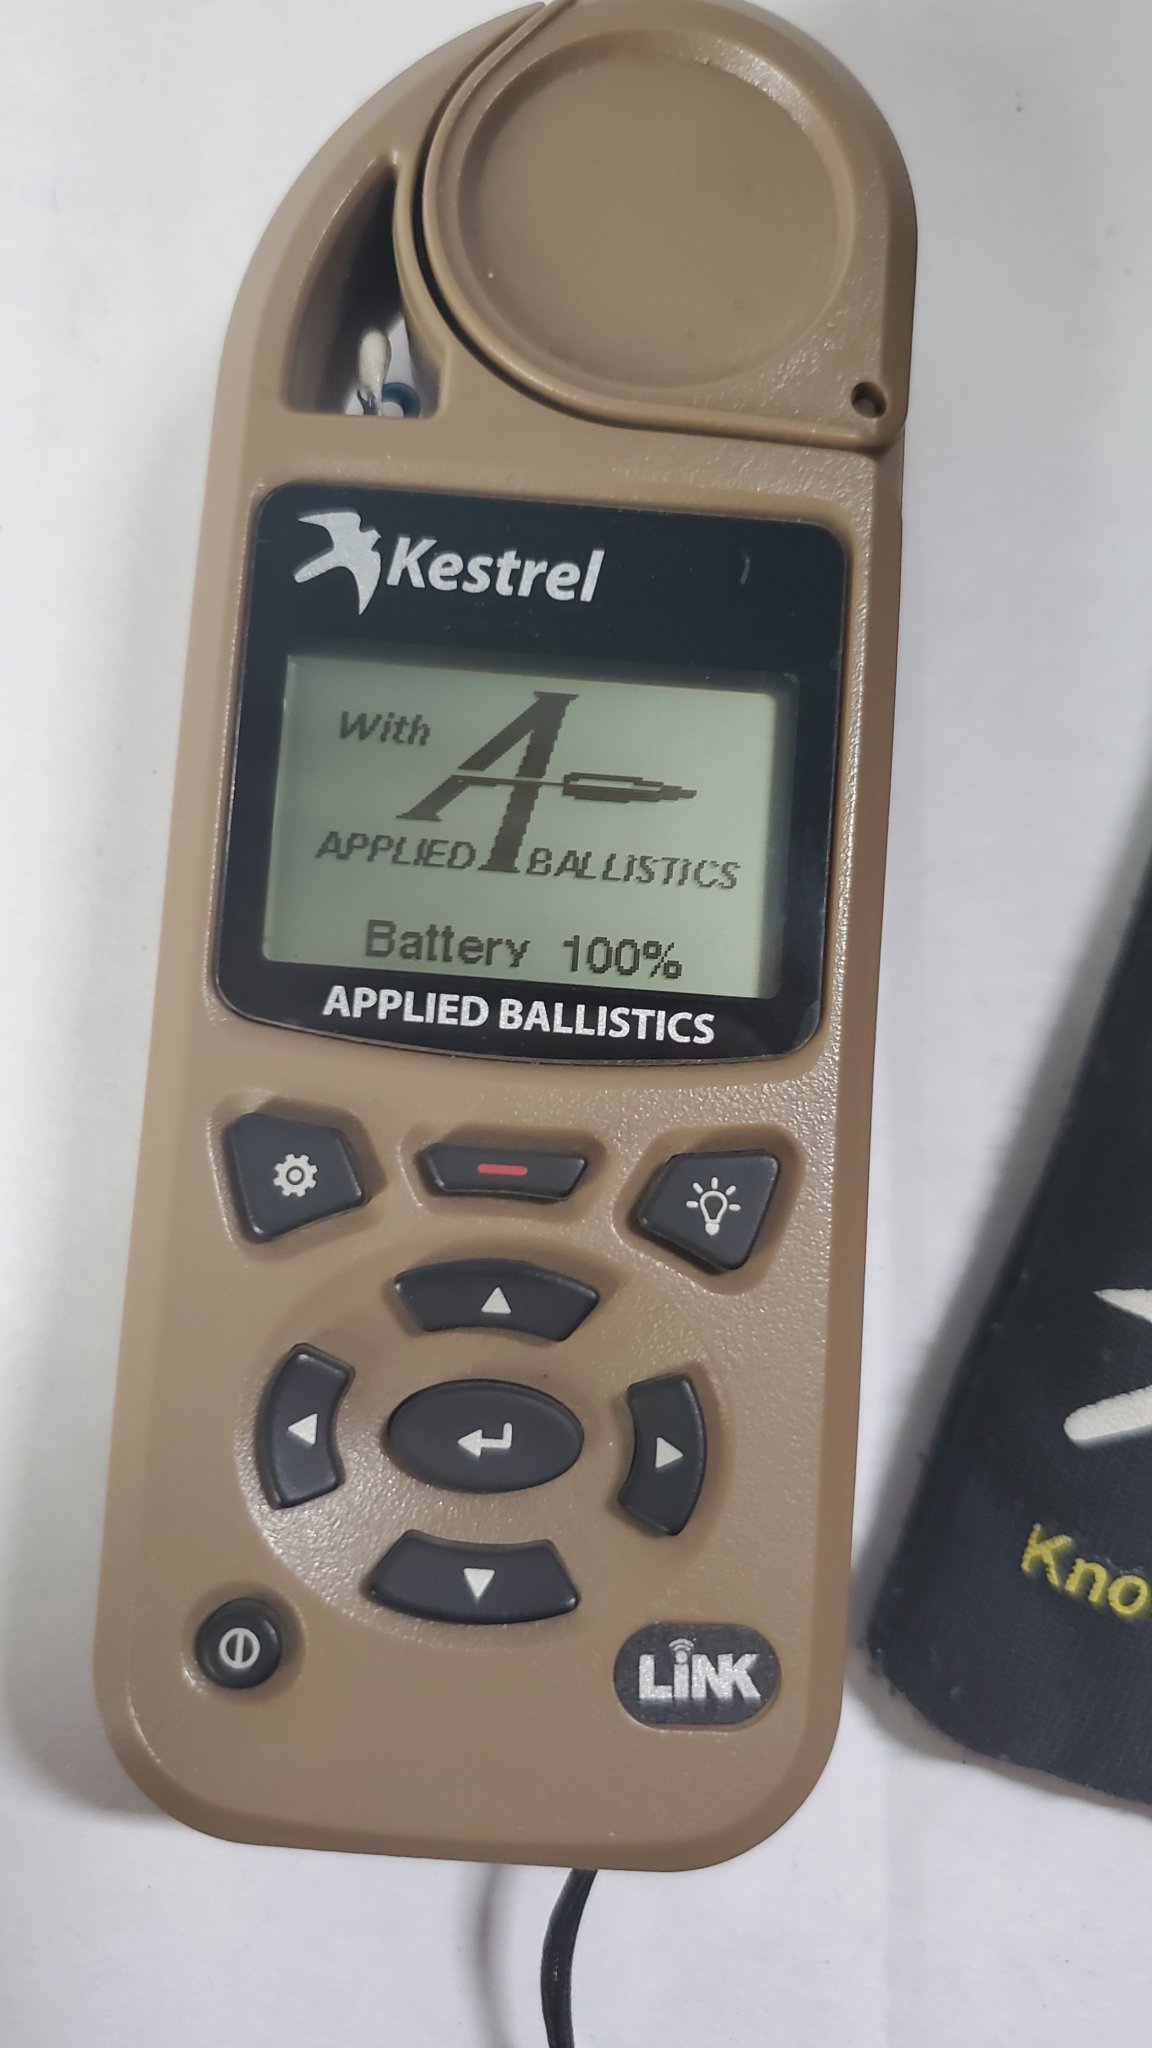 Kestrel
With
APPLIED BALLISTICS
Battery 100%
APPLIED BALLISTICS
LiNK
Kno